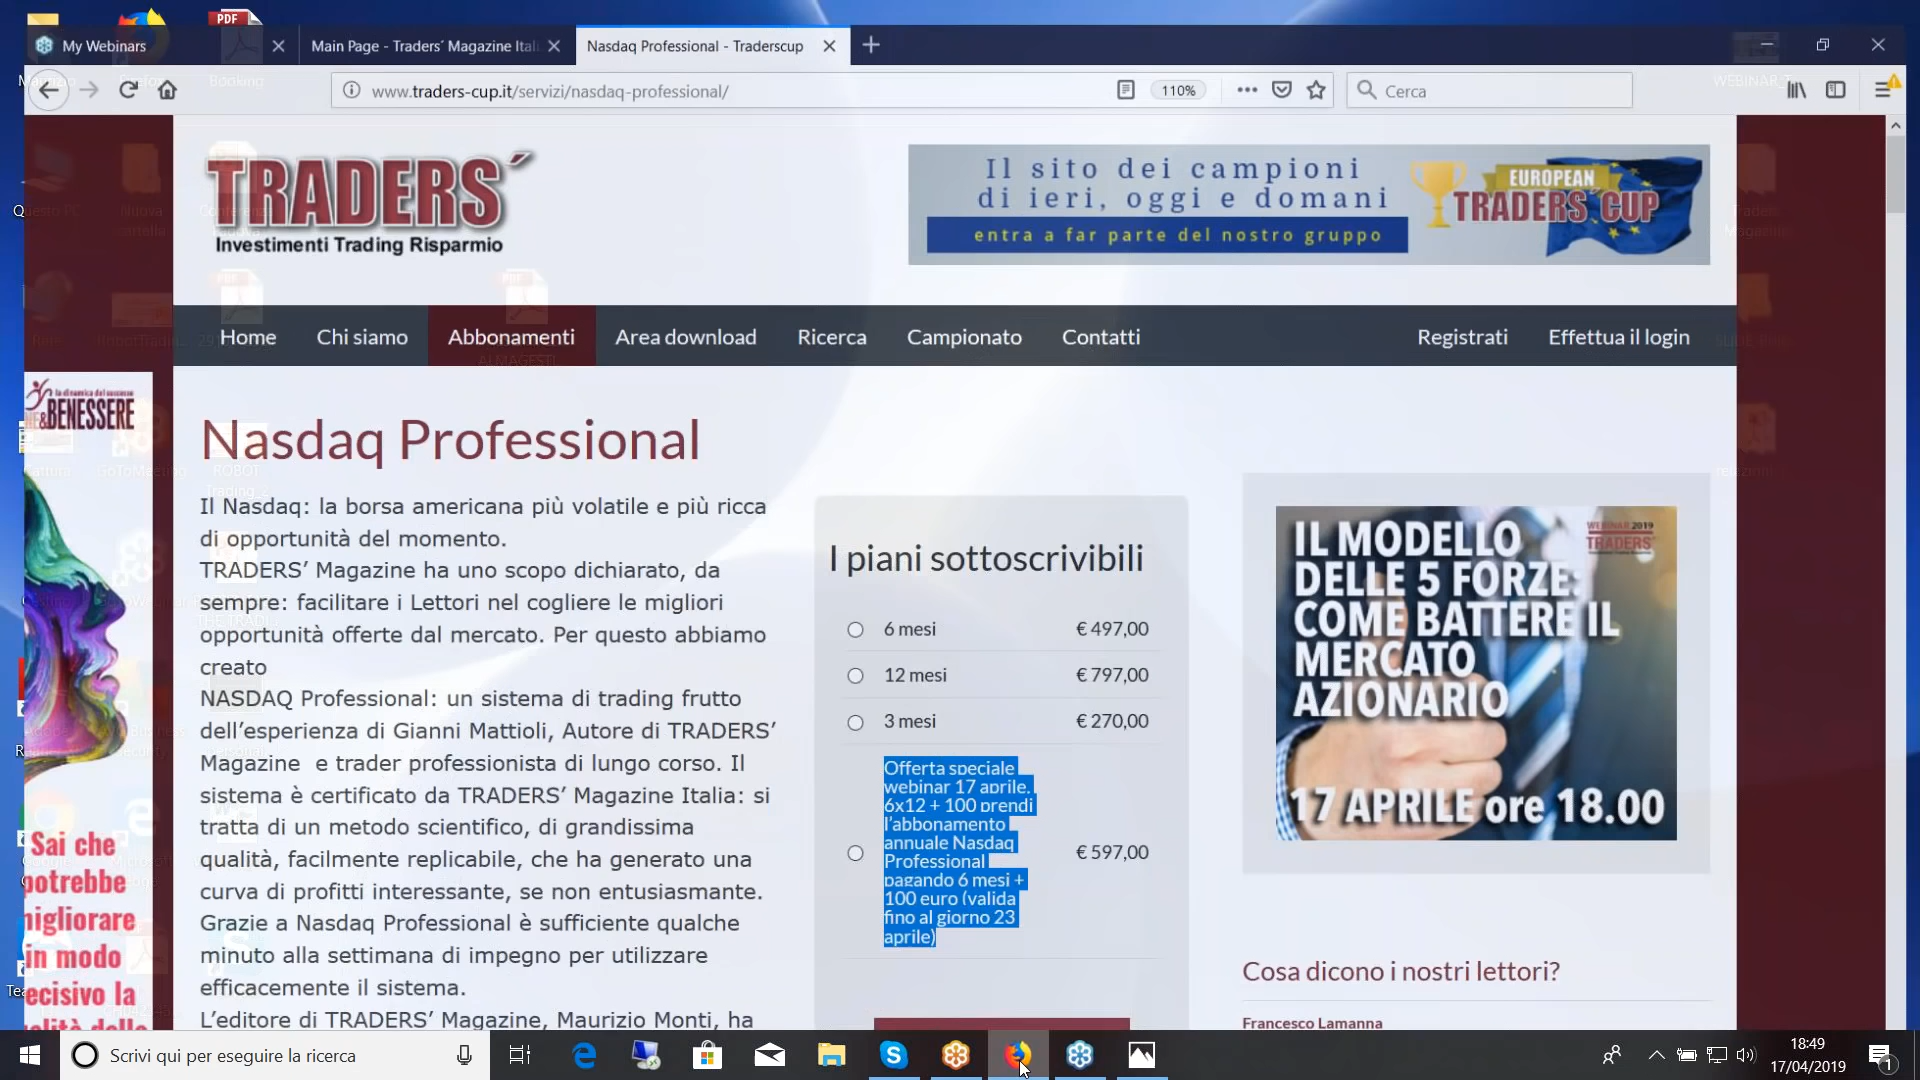 PDF
My Webinars
Main Page - Traders´ Magazine Ital
Nasdaq Professional - Traderscup
Booking
www.traders-cup.it/servizi/nasdaq-professional/
110%
Cerca
TRADERS´
Investimenti Trading Risparmio
Il sito dei campioni
di ieri, oggi e domani
entra a far parte del nostro gruppo
EUROPEAN
TRADERS´CUP
Home
Chi siamo
Abbonamenti
Area download
Ricerca
Campionato
Contatti
Registrati
Effettua il login
la dinamica del successo
NE&BENESSERE
Sai che
potrebbe
migliorare
in modo
ecisivo la
Nasdaq Professional
Il Nasdaq: la borsa americana più volatile e più ricca
di opportunità del momento.
TRADERS’ Magazine ha uno scopo dichiarato, da
sempre: facilitare i Lettori nel cogliere le migliori
opportunità offerte dal mercato. Per questo abbiamo
creato
NASDAQ Professional: un sistema di trading frutto
dell’esperienza di Gianni Mattioli, Autore di TRADERS’
Magazine e trader professionista di lungo corso. Il
sistema è certificato da TRADERS’ Magazine Italia: si
tratta di un metodo scientifico, di grandissima
qualità, facilmente replicabile, che ha generato una
curva di profitti interessante, se non entusiasmante.
Grazie a Nasdaq Professional è sufficiente qualche
minuto alla settimana di impegno per utilizzare
efficacemente il sistema.
L’editore di TRADERS’ Magazine, Maurizio Monti, ha
I piani sottoscrivibili
6 mesi € 497,00
12 mesi € 797,00
3 mesi € 270,00
Offerta speciale
webinar 17 aprile.
6x12 + 100 prendi
l’abbonamento
annuale Nasdaq
Professional
pagando 6 mesi +
100 euro (valida
fino al giorno 23
aprile)
€ 597,00
WEBINAR 2019
TRADERS´
IL MODELLO
DELLE 5 FORZE:
COME BATTERE IL
MERCATO
AZIONARIO
17 APRILE ore 18.00
Cosa dicono i nostri lettori?
Francesco Lamanna
Scrivi qui per eseguire la ricerca
18:49
17/04/2019
1